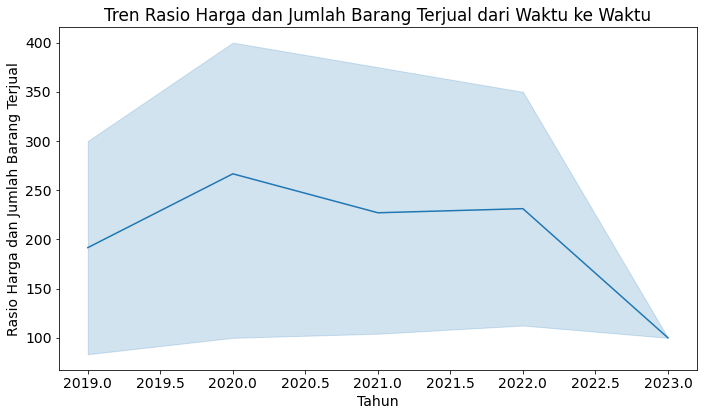 Tren Rasio Harga dan Jumlah Barang Terjual dari Waktu ke Waktu
Rasio Harga dan Jumlah Barang Terjual
400
350
300
250
200
150
100
2019.0 2019.5 2020.0 2020.5 2021.0 2021.5 2022.0 2022.5 2023.0
Tahun